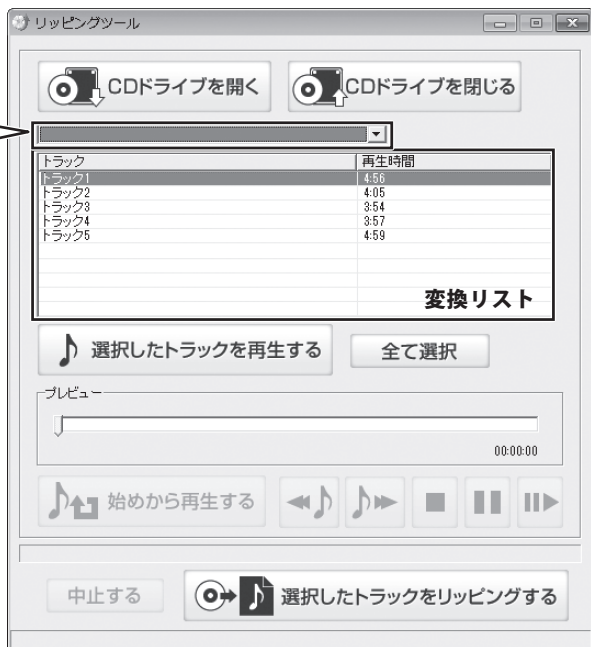 リッピングツール
CDドライブを開く CDドライブを閉じる
トラック 再生時間
トラック1 4:56
トラック2 4:05
トラック3 3:54
トラック4 3:57
トラック5 4:59
変換リスト
選択したトラックを再生する 全て選択
プレビュー
00:00:00
始めから再生する
中止する 選択したトラックをリッピングする